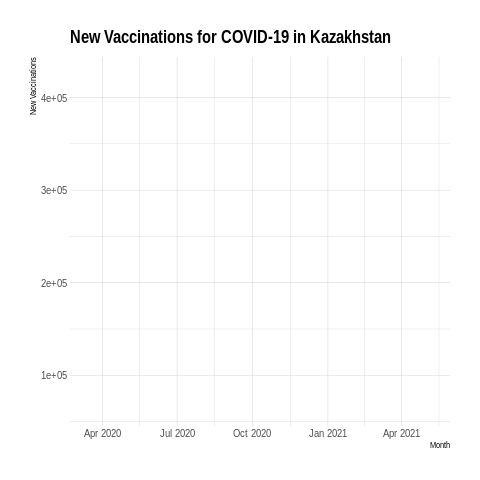 New Vaccinations for COVID-19 in Kazakhstan
New Vaccinations
4e+05
3e+05
2e+05
1e+05
Apr 2020 Jul 2020 Oct 2020 Jan 2021 Apr 2021
Month